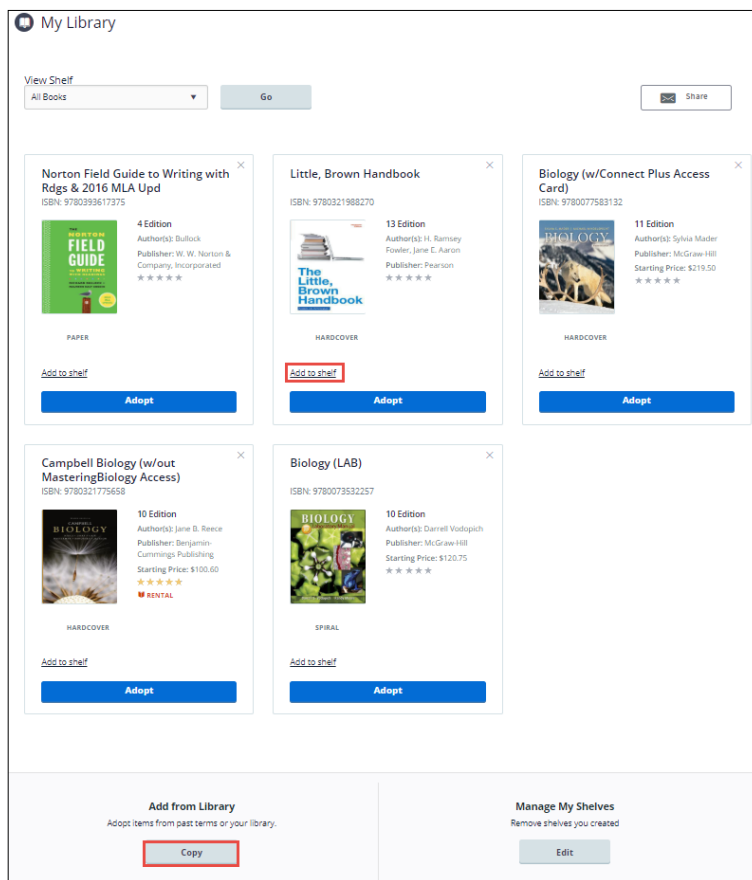 My Library
View Shelf
All Books
Go
Share
Norton Field Guide to Writing with
Rdgs & 2016 MLA Upd
ISBN: 9780393617375
NORTON
FIELD
GUIDE
4 Edition
Author(s): Bullock
Publisher: W. W. Norton &
Company, Incorporated
PAPER
Add to shelf
Adopt
Little, Brown Handbook
ISBN: 9780321988270
The
Little,
Brown
Handbook
13 Edition
Author(s): H. Ramsey
Fowler, Jane E. Aaron
Publisher: Pearson
HARDCOVER
Add to shelf
Adopt
Biology (w/Connect Plus Access
Card)
ISBN: 9780077583132
BIOLOGY
11 Edition
Author(s): Sylvia Mader
Publisher: McGraw-Hill
Starting Price: $219.50
HARDCOVER
Add to shelf
Adopt
Campbell Biology (w/out
MasteringBiology Access)
ISBN: 9780321775658
CAMPBELL
BIOLOGY
10 Edition
Author(s): Jane B. Reece
Publisher: Benjamin-
Cummings Publishing
Starting Price: $100.60
RENTAL
HARDCOVER
Add to shelf
Adopt
Biology (LAB)
ISBN: 9780073532257
BIOLOGY
10 Edition
Author(s): Darrell Vodopich
Publisher: McGraw-Hill
Starting Price: $120.75
SPIRAL
Add to shelf
Adopt
Add from Library
Adopt items from past terms or your library.
Copy
Manage My Shelves
Remove shelves you created
Edit